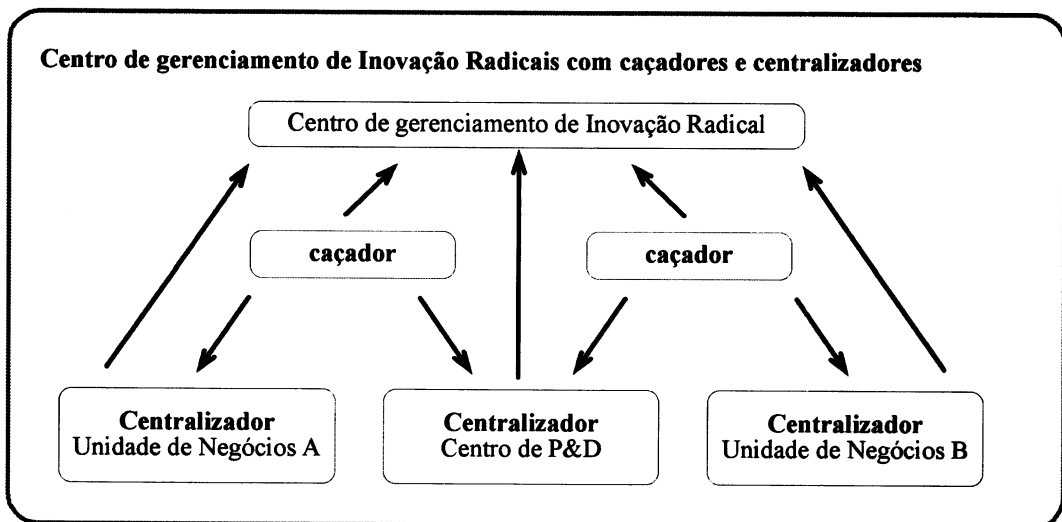 Centro de gerenciamento de Inovação Radicais com caçadores e centralizadores
Centro de gerenciamento de Inovação Radical
caçador
caçador
Centralizador
Unidade de Negócios A
Centralizador
Centro de P&D
Centralizador
Unidade de Negócios B